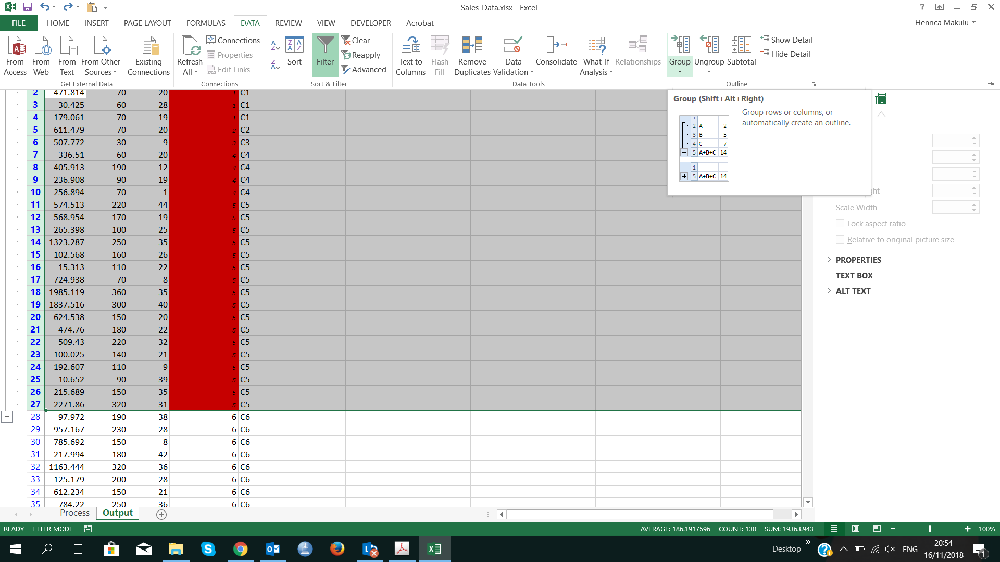 Sales_Data.xlsx - Excel
FILE HOME INSERT PAGE LAYOUT FORMULAS DATA REVIEW VIEW DEVELOPER Acrobat Henrica Makulu
From Access From Web From Text From Other Sources Existing Connections
Get External Data
Refresh All Connections Properties Edit Links
Connections
Sort Filter Clear Reapply Advanced
Sort & Filter
Text to Columns Flash Fill Remove Duplicates Data Validation Consolidate What-If Analysis Relationships
Data Tools
Group Ungroup Subtotal Show Detail Hide Detail
Outline
Group (Shift+Alt+Right)
Group rows or columns, or
automatically create an outline.
1
2 A 2
3 B 5
4 C 7
5 A+B+C 14
1
5 A+B+C 14
ht
Scale Width
Lock aspect ratio
Relative to original picture size
PROPERTIES
TEXT BOX
ALT TEXT
2 471.814 70 20 1 C1
3 30.425 60 28 1 C1
4 179.061 70 19 1 C1
5 611.479 70 20 2 C2
6 507.772 30 9 3 C3
7 336.51 60 20 4 C4
8 405.913 190 12 4 C4
9 236.908 90 19 4 C4
10 256.894 70 1 4 C4
11 574.513 220 44 5 C5
12 568.954 170 19 5 C5
13 265.398 100 25 5 C5
14 1323.287 250 35 5 C5
15 102.568 160 26 5 C5
16 15.313 110 22 5 C5
17 724.938 70 8 5 C5
18 1985.119 360 35 5 C5
19 1837.516 300 40 5 C5
20 624.538 150 20 5 C5
21 474.76 180 22 5 C5
22 509.43 220 32 5 C5
23 100.025 140 21 5 C5
24 192.607 110 9 5 C5
25 10.652 90 39 5 C5
26 215.689 150 35 5 C5
27 2271.86 320 31 5 C5
28 97.972 190 38 6 C6
29 957.167 230 28 6 C6
30 785.692 150 8 6 C6
31 217.994 180 42 6 C6
32 1163.444 320 36 6 C6
33 125.179 200 28 6 C6
34 612.234 150 21 6 C6
35 784.22 250 36 6 C6
Process Output
READY FILTER MODE AVERAGE: 186.1917596 COUNT: 130 SUM: 19363.943 100%
Desktop ENG 20:54
16/11/2018 1